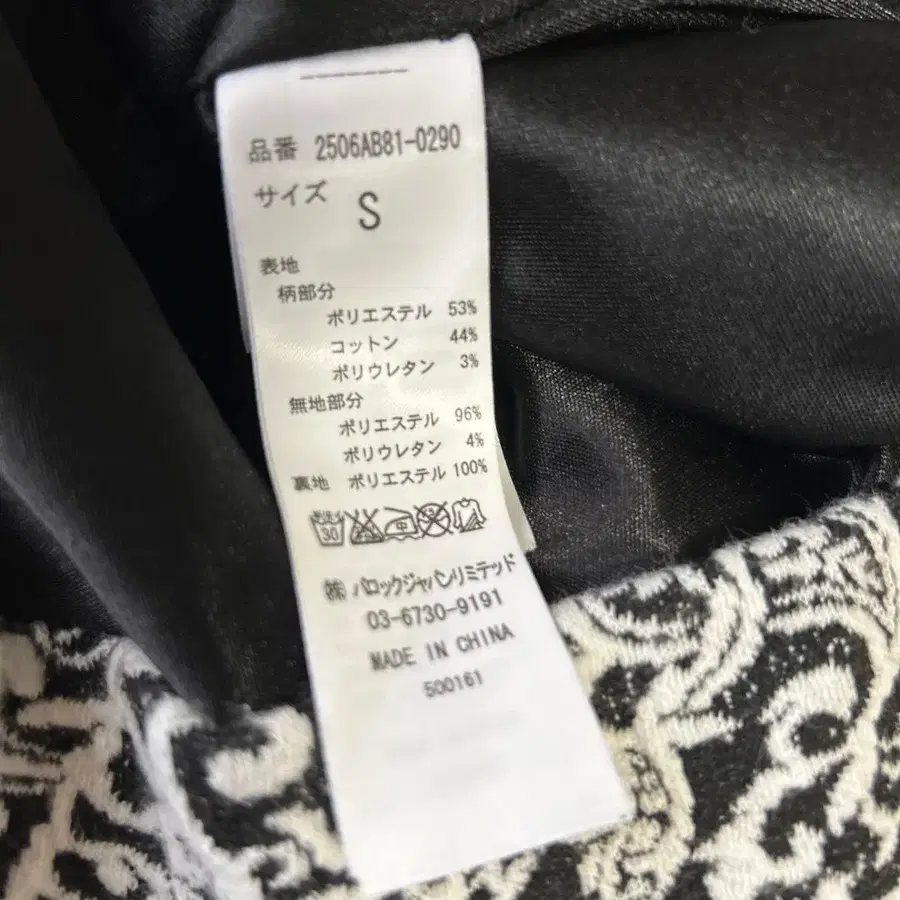 品番 2506AB81-0290
サイズ S
表地
柄部分
ポリエステル 53%
コットン 44%
ポリウレタン 3%
無地部分
ポリエステル 96%
ポリウレタン 4%
裏地 ポリエステル 100%
30 中
㈱ バロックジャパンリミテッド
03-6730-9191
MADE IN CHINA
500161